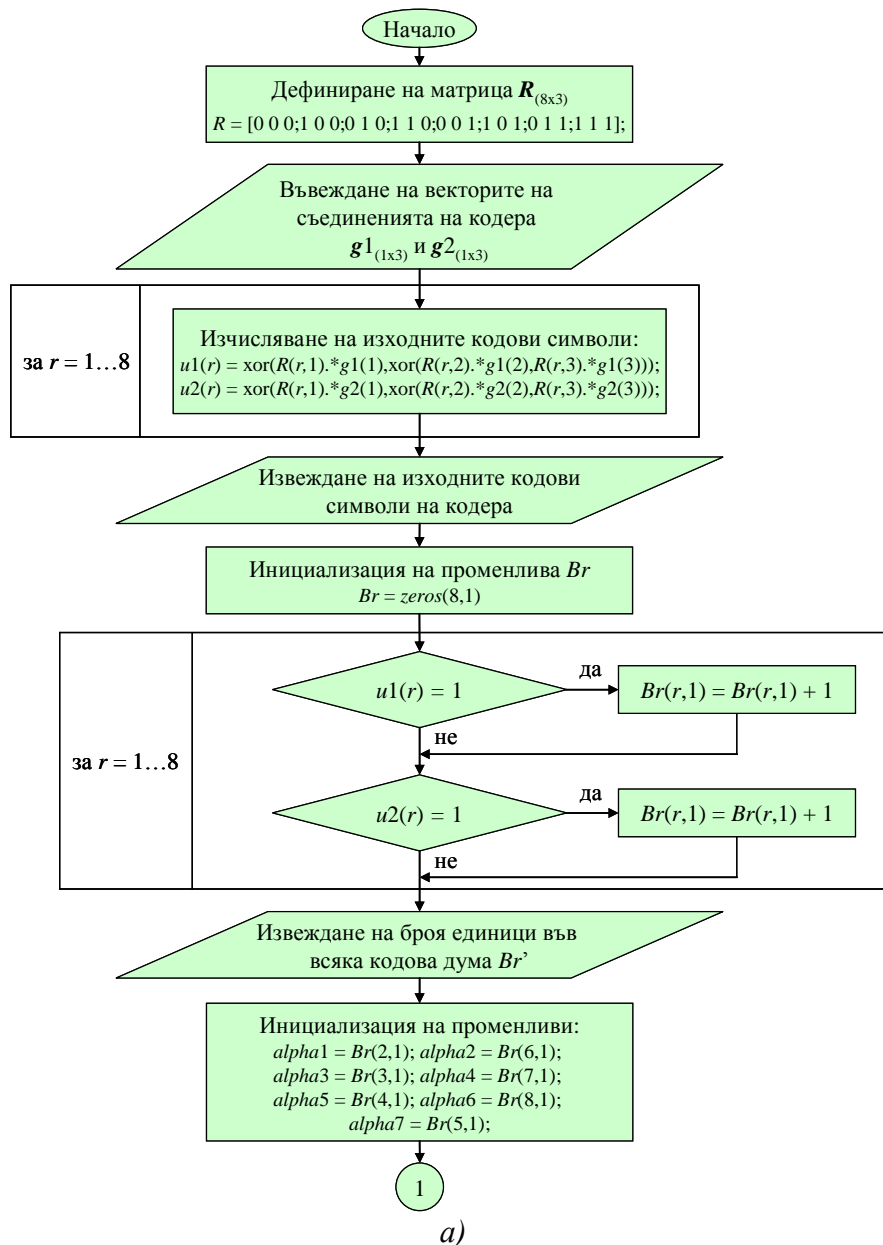 Начало
Дефиниране на матрица R(8x3)
R = [0 0 0;1 0 0;0 1 0;1 1 0;0 0 1;1 0 1;0 1 1;1 1 1];
Въвеждане на векторите на
съединенията на кодера
g1(1x3) и g2(1x3)
за r = 1…8
Изчисляване на изходните кодови символи:
u1(r) = xor(R(r,1).*g1(1),xor(R(r,2).*g1(2),R(r,3).*g1(3)));
u2(r) = xor(R(r,1).*g2(1),xor(R(r,2).*g2(2),R(r,3).*g2(3)));
Извеждане на изходните кодови
символи на кодера
Инициализация на променлива Br
Br = zeros(8,1)
за r = 1…8
u1(r) = 1
да
Br(r,1) = Br(r,1) + 1
не
u2(r) = 1
да
Br(r,1) = Br(r,1) + 1
не
Извеждане на броя единици във
всяка кодова дума Br’
Инициализация на променливи:
alpha1 = Br(2,1); alpha2 = Br(6,1);
alpha3 = Br(3,1); alpha4 = Br(7,1);
alpha5 = Br(4,1); alpha6 = Br(8,1);
alpha7 = Br(5,1);
1
а)